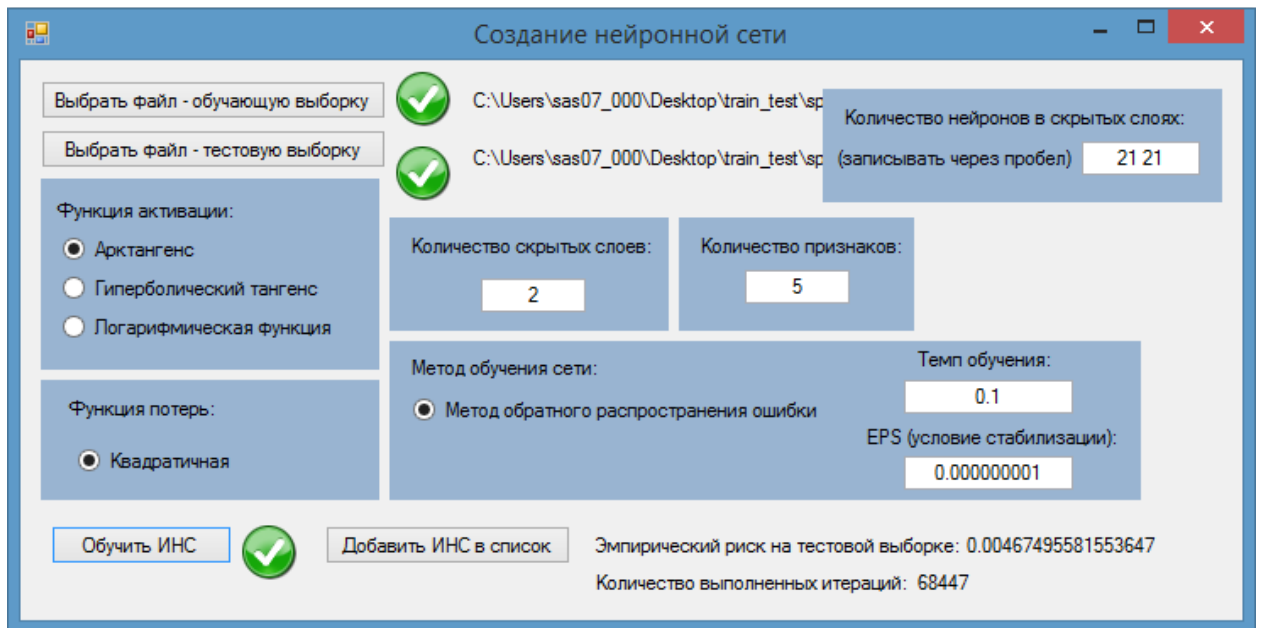 Создание нейронной сети
Выбрать файл - обучающую выборку
C:\Users\sas07_000\Desktop\train_test\sp
Выбрать файл - тестовую выборку
C:\Users\sas07_000\Desktop\train_test\sp
Количество нейронов в скрытых слоях:
(записывать через пробел) 21 21
Функция активации:
Арктангенс
Гиперболический тангенс
Логарифмическая функция
Количество скрытых слоев:
2
Количество признаков:
5
Функция потерь:
Квадратичная
Метод обучения сети:
Метод обратного распространения ошибки
Темп обучения:
0.1
EPS (условие стабилизации):
0.000000001
Обучить ИНС
Добавить ИНС в список
Эмпирический риск на тестовой выборке: 0.00467495581553647
Количество выполненных итераций: 68447